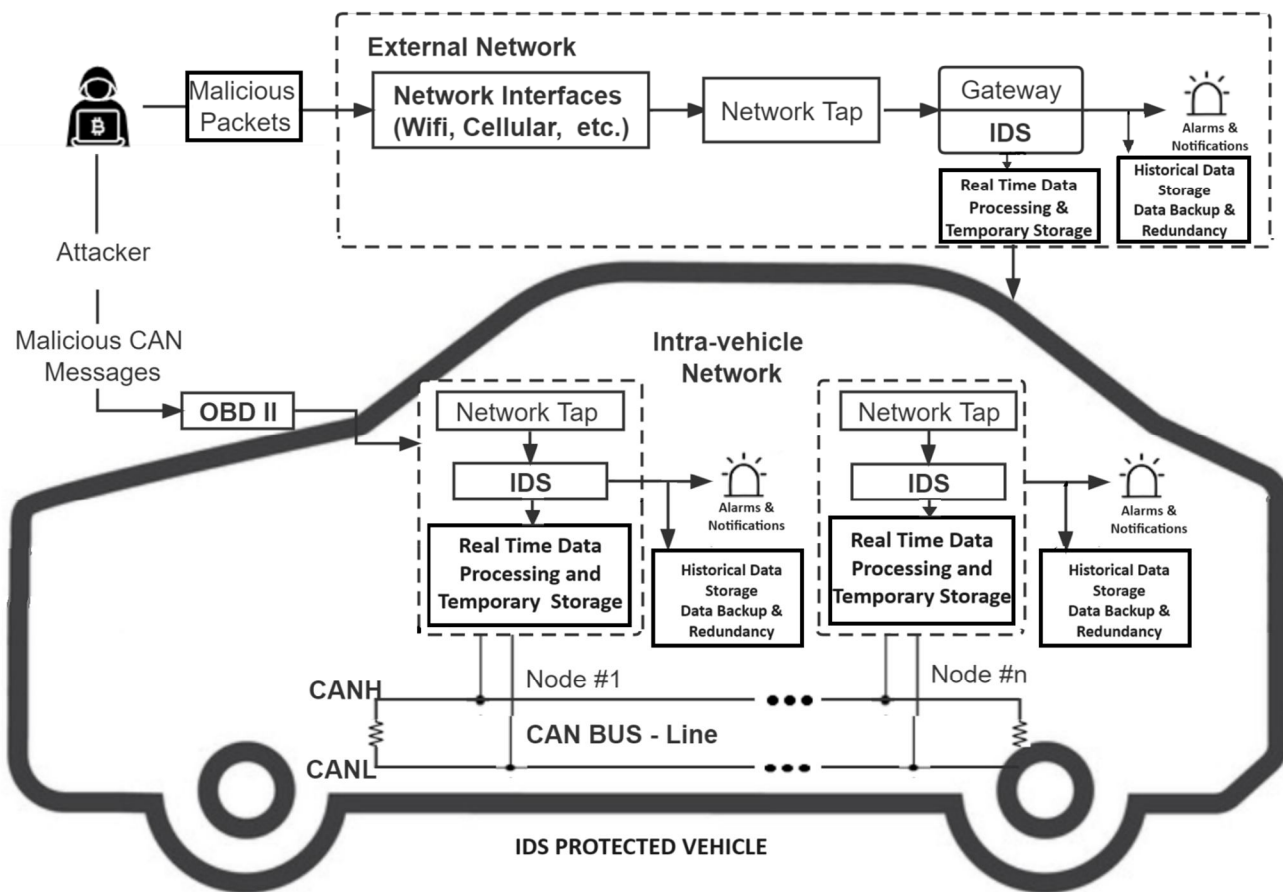 External Network
Malicious
Packets
Network Interfaces
(Wifi, Cellular, etc.)
Network Tap
Gateway
IDS
Alarms &
Notifications
Real Time Data
Processing &
Temporary Storage
Historical Data
Storage
Data Backup &
Redundancy
Attacker
Malicious CAN
Messages
OBD II
Intra-vehicle
Network
Network Tap
IDS
Real Time Data
Processing and
Temporary Storage
Alarms &
Notifications
Historical Data
Storage
Data Backup &
Redundancy
Network Tap
IDS
Real Time Data
Processing and
Temporary Storage
Alarms &
Notifications
Historical Data
Storage
Data Backup &
Redundancy
Node #1
Node #n
CANH
CAN BUS - Line
CANL
IDS PROTECTED VEHICLE